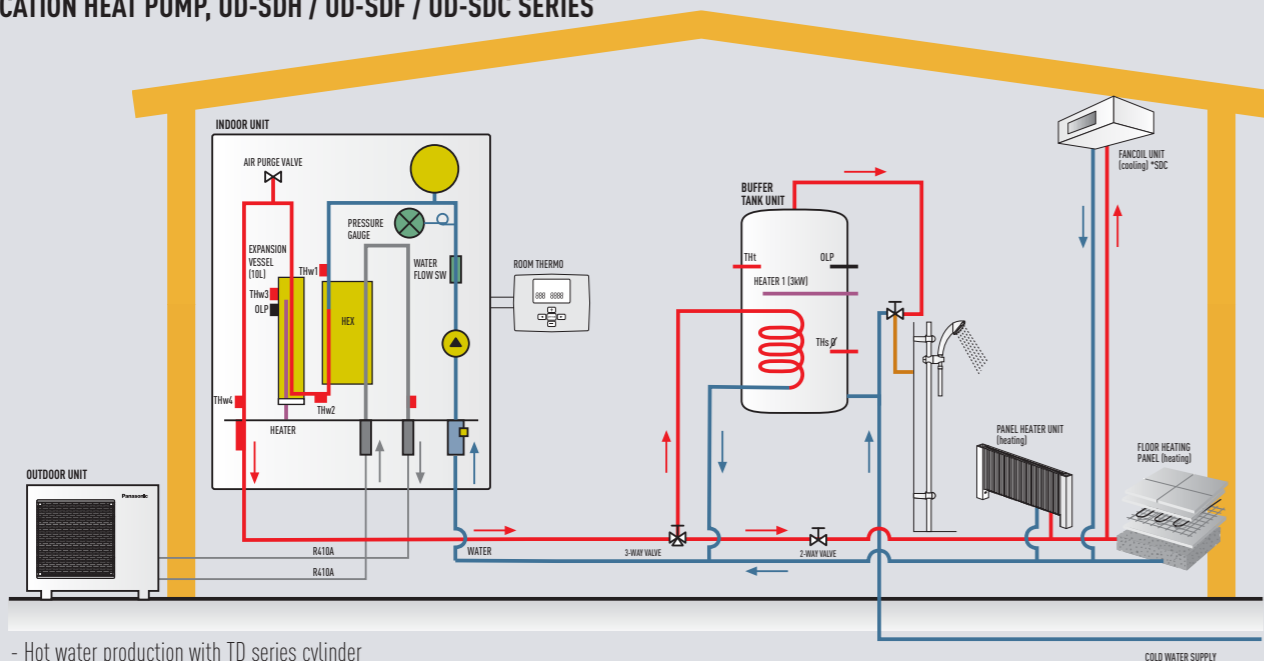 CATION HEAT PUMP, UD-SDH / UD-SDF / UD-SDC SERIES
INDOOR UNIT
AIR PURGE VALVE
PRESSURE
GAUGE
EXPANSION
VESSEL
(10L)
THw1
THw3
OLP
HEX
WATER
FLOW SW
ROOM THERMO
888 8888
THw4
THw2
HEATER
BUFFER
TANK UNIT
THt
OLP
HEATER 1 (3kW)
THs
FANCOIL UNIT
(cooling) *SDC
PANEL HEATER UNIT
(heating)
FLOOR HEATING
PANEL (heating)
OUTDOOR UNIT
Panasonic
R410A
R410A
WATER
3-WAY VALVE
2-WAY VALVE
- Hot water production with TD series cylinder
COLD WATER SUPPLY